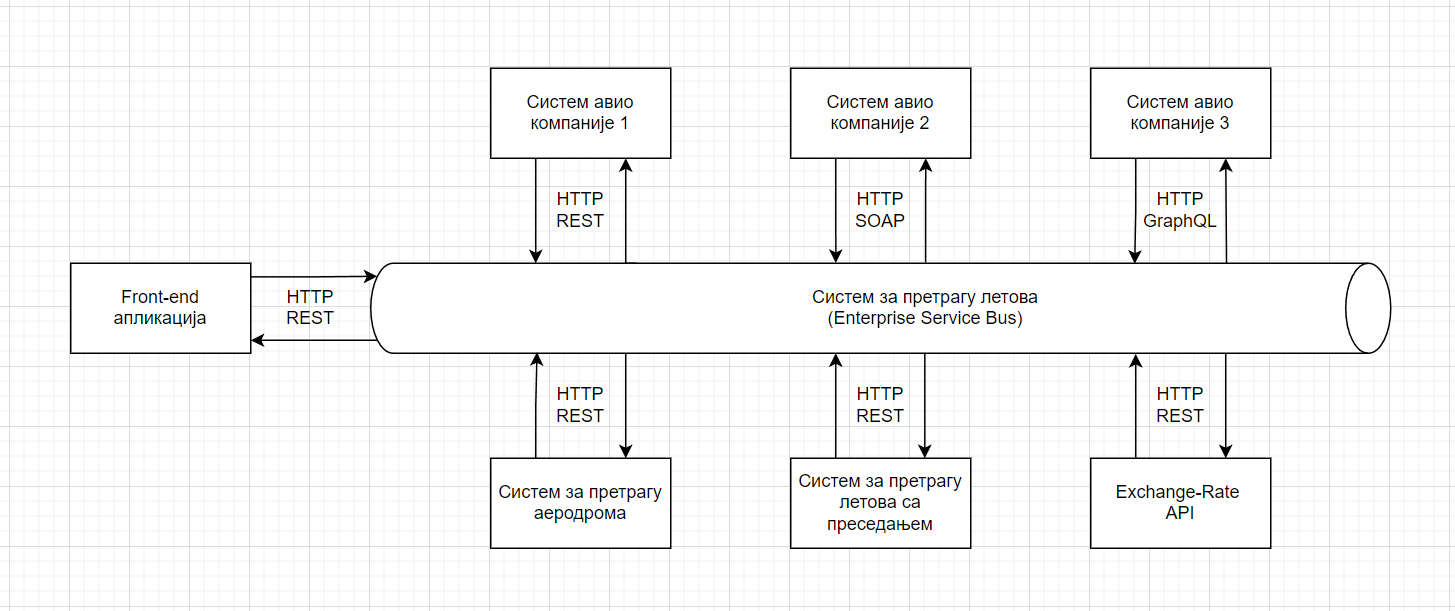 Систем авио
компаније 1
Систем авио
компаније 2
Систем авио
компаније 3
HTTP
REST
HTTP
SOAP
HTTP
GraphQL
Front-end
апликација
HTTP
REST
Систем за претрагу летова
(Enterprise Service Bus)
HTTP
REST
HTTP
REST
HTTP
REST
Систем за претрагу
аеродрома
Систем за претрагу
летова са
преседањем
Exchange-Rate
API